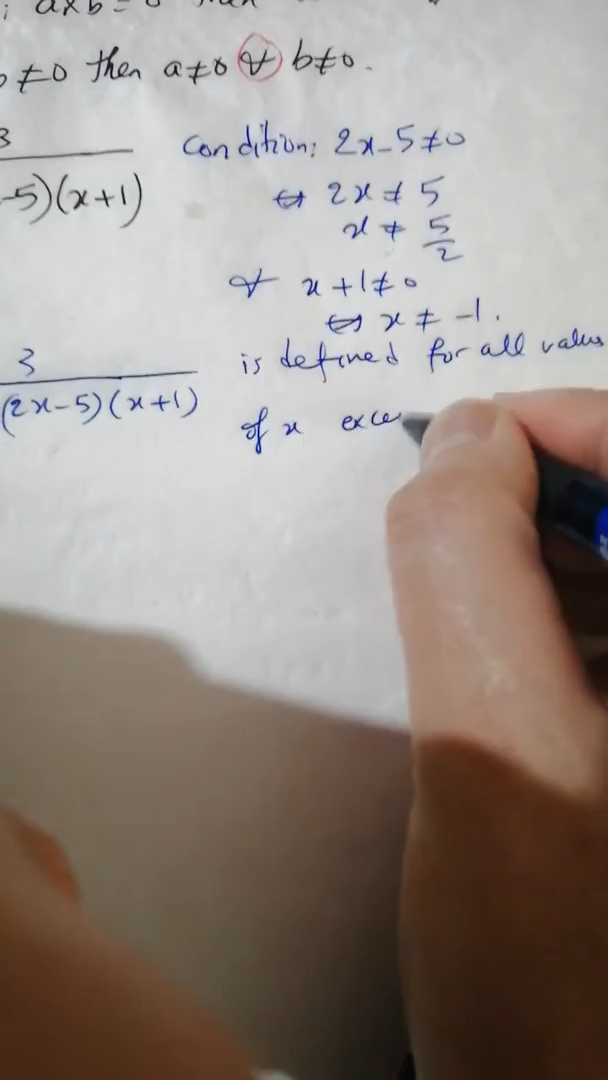 a×b=0
≠0 then a≠0 & b≠0.
3 Condition: 2x-5≠0
-5)(x+1) ⇔ 2x ≠ 5
x ≠ 5/2
& x+1≠0
⇔ x ≠ -1.
3 is defined for all values
(2x-5)(x+1) of x exce